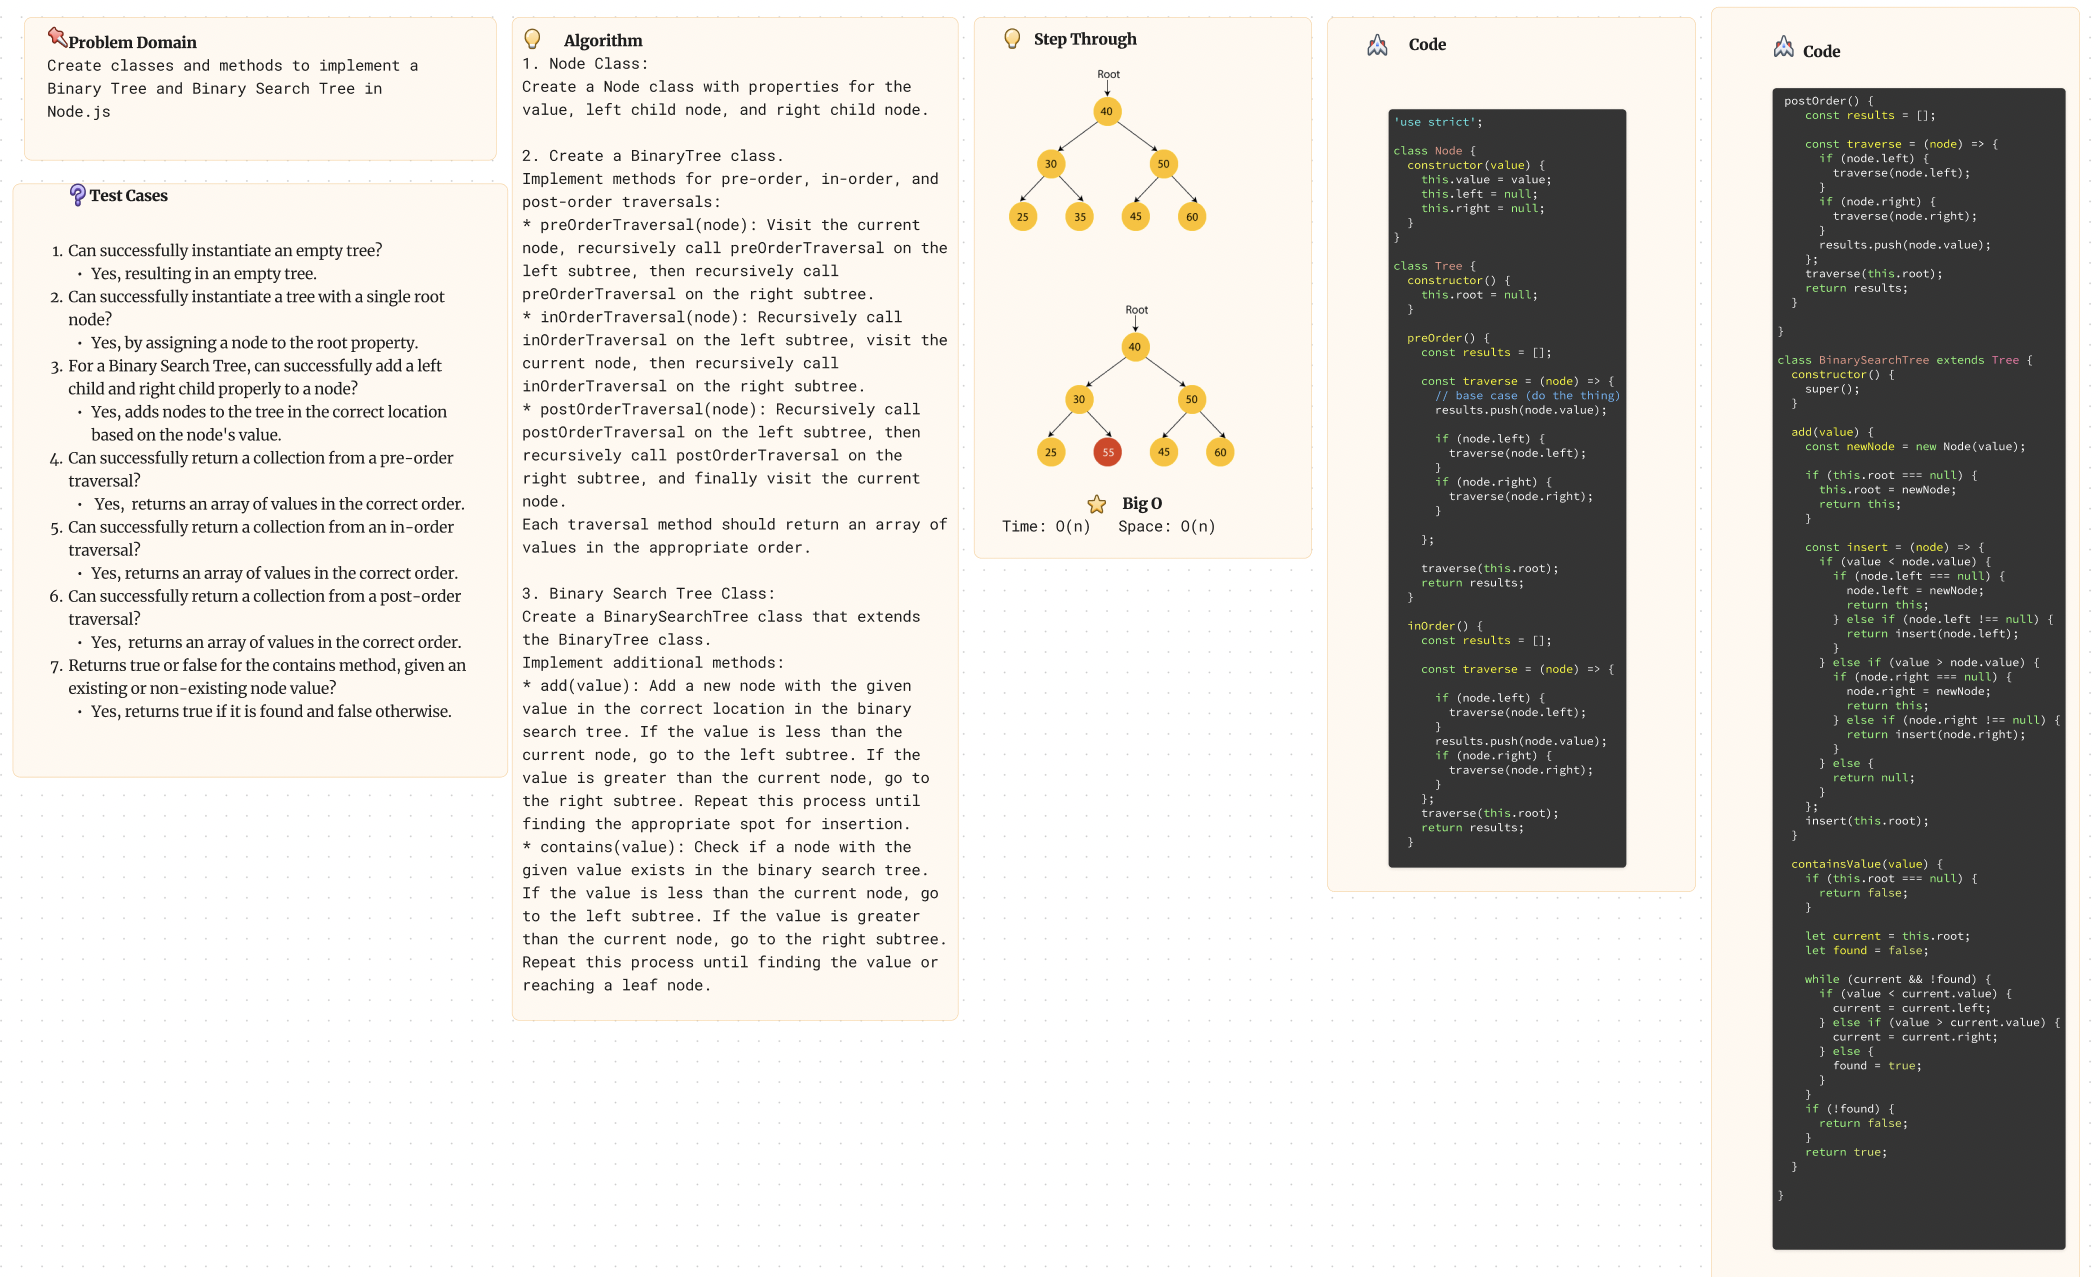 Problem Domain
Create classes and methods to implement a
Binary Tree and Binary Search Tree in
Node.js
Test Cases
1. Can successfully instantiate an empty tree?
• Yes, resulting in an empty tree.
2. Can successfully instantiate a tree with a single root
node?
• Yes, by assigning a node to the root property.
3. For a Binary Search Tree, can successfully add a left
child and right child properly to a node?
• Yes, adds nodes to the tree in the correct location
based on the node's value.
4. Can successfully return a collection from a pre-order
traversal?
• Yes, returns an array of values in the correct order.
5. Can successfully return a collection from an in-order
traversal?
• Yes, returns an array of values in the correct order.
6. Can successfully return a collection from a post-order
traversal?
• Yes, returns an array of values in the correct order.
7. Returns true or false for the contains method, given an
existing or non-existing node value?
• Yes, returns true if it is found and false otherwise.
Algorithm
1. Node Class:
Create a Node class with properties for the
value, left child node, and right child node.
2. Create a BinaryTree class.
Implement methods for pre-order, in-order, and
post-order traversals:
* preOrderTraversal(node): Visit the current
node, recursively call preOrderTraversal on the
left subtree, then recursively call
preOrderTraversal on the right subtree.
* inOrderTraversal(node): Recursively call
inOrderTraversal on the left subtree, visit the
current node, then recursively call
inOrderTraversal on the right subtree.
* postOrderTraversal(node): Recursively call
postOrderTraversal on the left subtree, then
recursively call postOrderTraversal on the
right subtree, and finally visit the current
node.
Each traversal method should return an array of
values in the appropriate order.
3. Binary Search Tree Class:
Create a BinarySearchTree class that extends
the BinaryTree class.
Implement additional methods:
* add(value): Add a new node with the given
value in the correct location in the binary
search tree. If the value is less than the
current node, go to the left subtree. If the
value is greater than the current node, go to
the right subtree. Repeat this process until
finding the appropriate spot for insertion.
* contains(value): Check if a node with the
given value exists in the binary search tree.
If the value is less than the current node, go
to the left subtree. If the value is greater
than the current node, go to the right subtree.
Repeat this process until finding the value or
reaching a leaf node.
Step Through
Root
40
30 50
25 35 45 60
Root
40
30 50
25 55 45 60
Big O
Time: O(n) Space: O(n)
Code
'use strict';
class Node {
constructor(value) {
this.value = value;
this.left = null;
this.right = null;
}
}
class Tree {
constructor() {
this.root = null;
}
preOrder() {
const results = [];
const traverse = (node) => {
// base case (do the thing)
results.push(node.value);
if (node.left) {
traverse(node.left);
}
if (node.right) {
traverse(node.right);
}
};
traverse(this.root);
return results;
}
inOrder() {
const results = [];
const traverse = (node) => {
if (node.left) {
traverse(node.left);
}
results.push(node.value);
if (node.right) {
traverse(node.right);
}
};
traverse(this.root);
return results;
}
Code
postOrder() {
const results = [];
const traverse = (node) => {
if (node.left) {
traverse(node.left);
}
if (node.right) {
traverse(node.right);
}
results.push(node.value);
};
traverse(this.root);
return results;
}
}
class BinarySearchTree extends Tree {
constructor() {
super();
}
add(value) {
const newNode = new Node(value);
if (this.root === null) {
this.root = newNode;
return this;
}
const insert = (node) => {
if (value < node.value) {
if (node.left === null) {
node.left = newNode;
return this;
} else if (node.left !== null) {
return insert(node.left);
}
} else if (value > node.value) {
if (node.right === null) {
node.right = newNode;
return this;
} else if (node.right !== null) {
return insert(node.right);
}
} else {
return null;
}
};
insert(this.root);
}
containsValue(value) {
if (this.root === null) {
return false;
}
let current = this.root;
let found = false;
while (current && !found) {
if (value < current.value) {
current = current.left;
} else if (value > current.value) {
current = current.right;
} else {
found = true;
}
}
if (!found) {
return false;
}
return true;
}
}